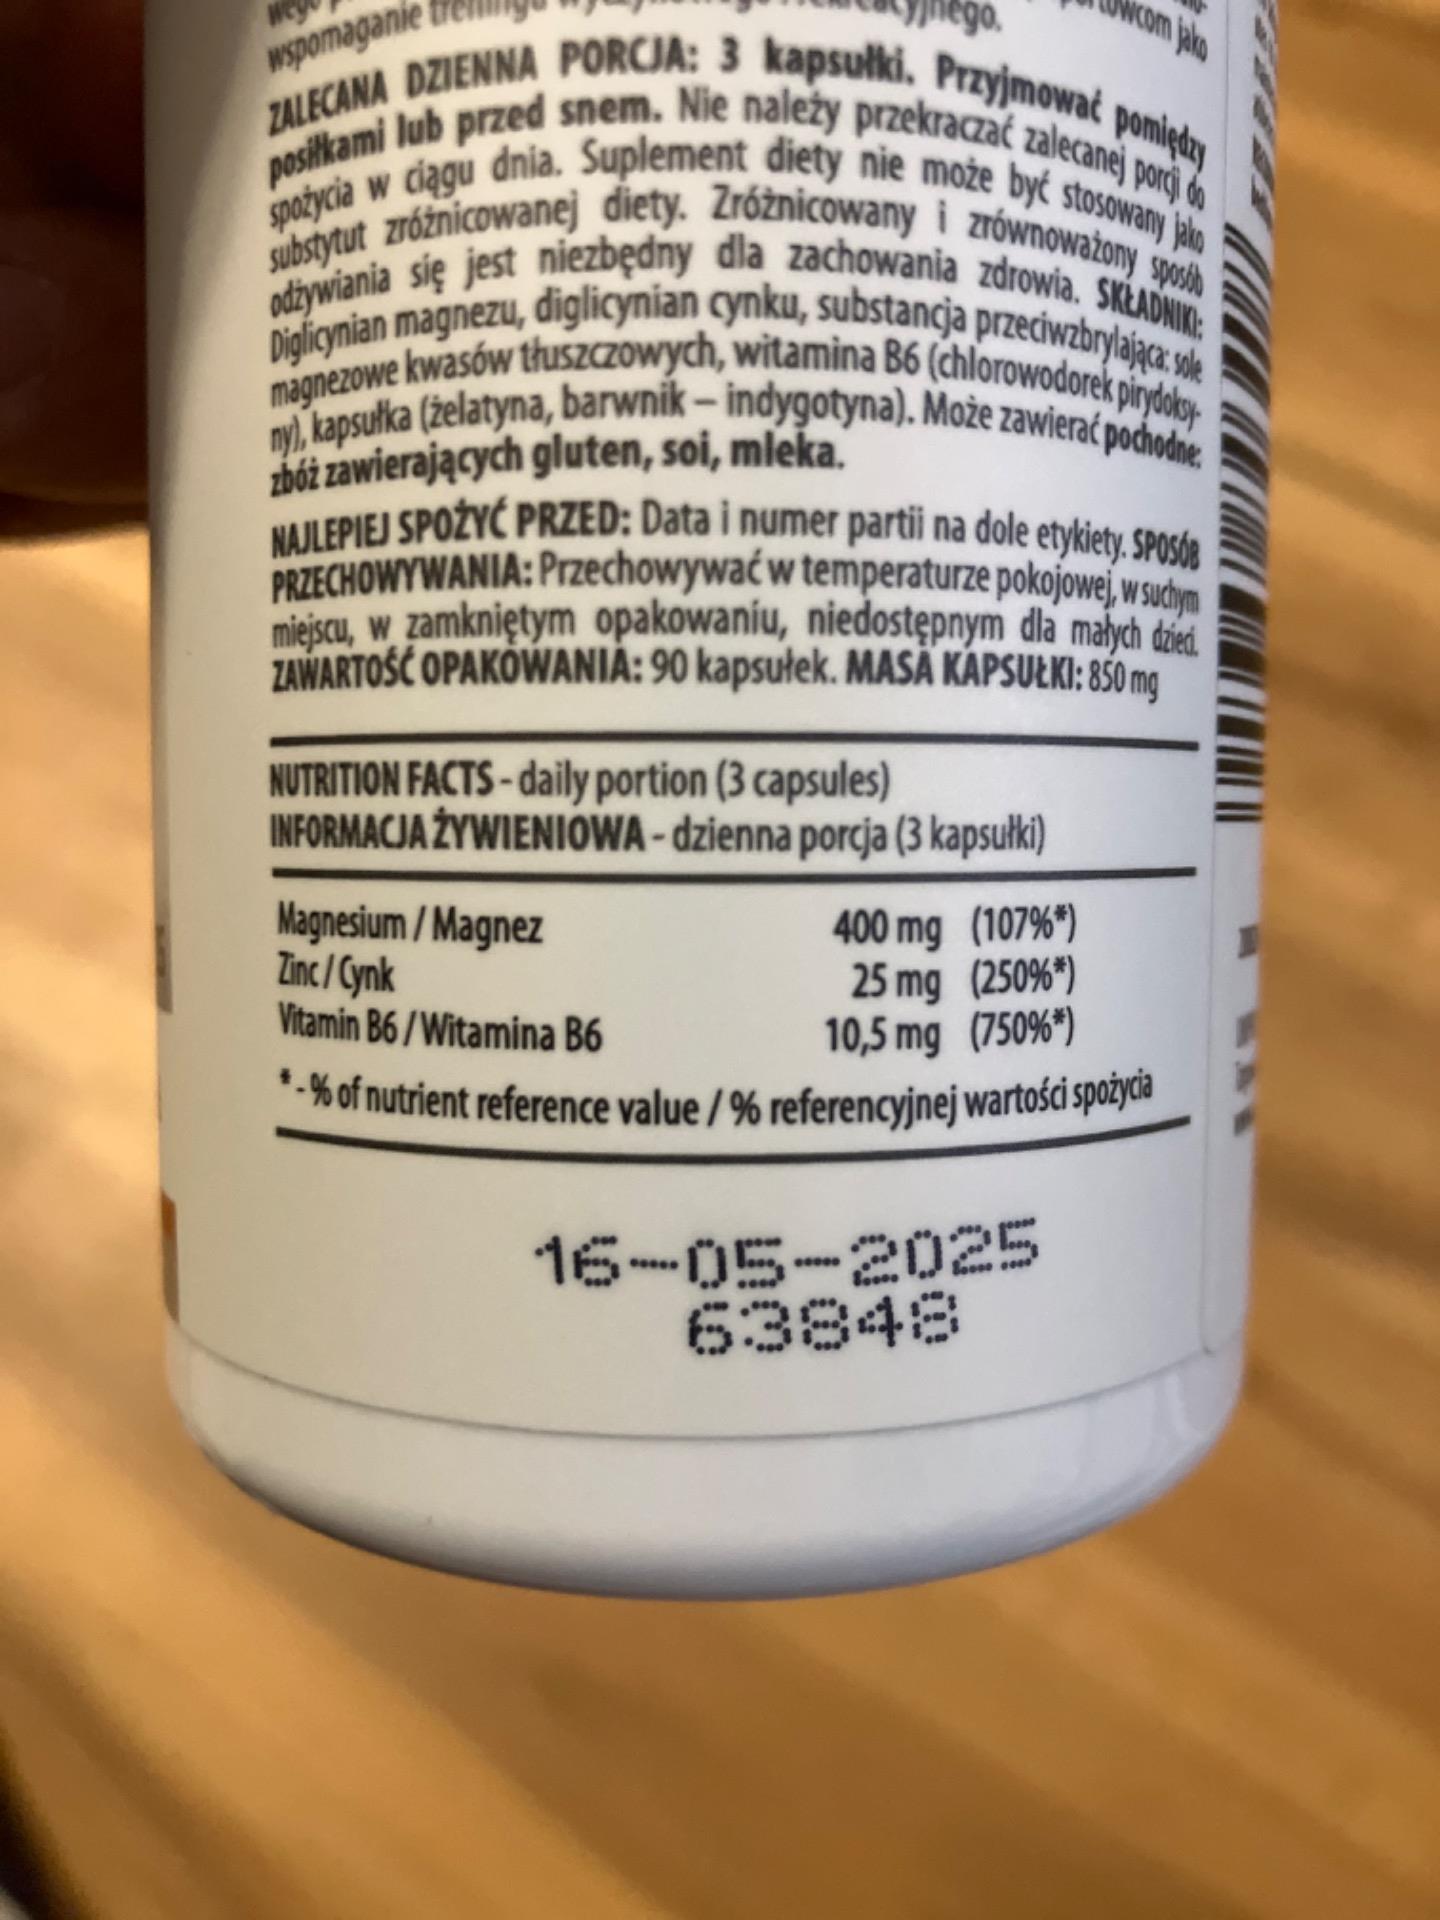 wspomaganie treningu
towcom jako
ZALECANA DZIENNA PORCJA: 3 kapsułki. Przyjmować pomiędzy
posiłkami lub przed snem. Nie należy przekraczać zalecanej porcji do
spożycia w ciągu dnia. Suplement diety nie może być stosowany jako
substytut zróżnicowanej diety. Zróżnicowany i zrównoważony sposób
odżywiania się jest niezbędny dla zachowania zdrowia. SKŁADNIKI:
Diglicynian magnezu, diglicynian cynku, substancja przeciwzbrylająca: sole
magnezowe kwasów tłuszczowych, witamina B6 (chlorowodorek pirydoksy-
ny), kapsułka (żelatyna, barwnik – indygotyna). Może zawierać pochodne:
zbóż zawierających gluten, soi, mleka.
NAJLEPIEJ SPOŻYĆ PRZED: Data i numer partii na dole etykiety. SPOSÓB
PRZECHOWYWANIA: Przechowywać w temperaturze pokojowej, w suchym
miejscu, w zamkniętym opakowaniu, niedostępnym dla małych dzieci.
ZAWARTOŚĆ OPAKOWANIA: 90 kapsułek. MASA KAPSUŁKI: 850 mg
NUTRITION FACTS - daily portion (3 capsules)
INFORMACJA ŻYWIENIOWA - dzienna porcja (3 kapsułki)
Magnesium / Magnez 400 mg (107%*)
Zinc / Cynk 25 mg (250%*)
Vitamin B6 / Witamina B6 10,5 mg (750%*)
* - % of nutrient reference value / % referencyjnej wartości spożycia
16-05-2025
63848